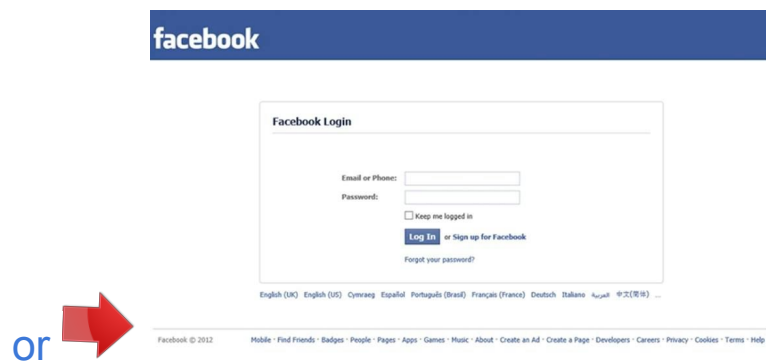 facebook
Facebook Login
Email or Phone:
Password:
Keep me logged in
Log In or Sign up for Facebook
Forgot your password?
English (UK) English (US) Cymraeg Español Português (Brasil) Français (France) Deutsch Italiano العربية 中文(简体) ...
or
Facebook © 2012 Mobile · Find Friends · Badges · People · Pages · Apps · Games · Music · About · Create an Ad · Create a Page · Developers · Careers · Privacy · Cookies · Terms · Help